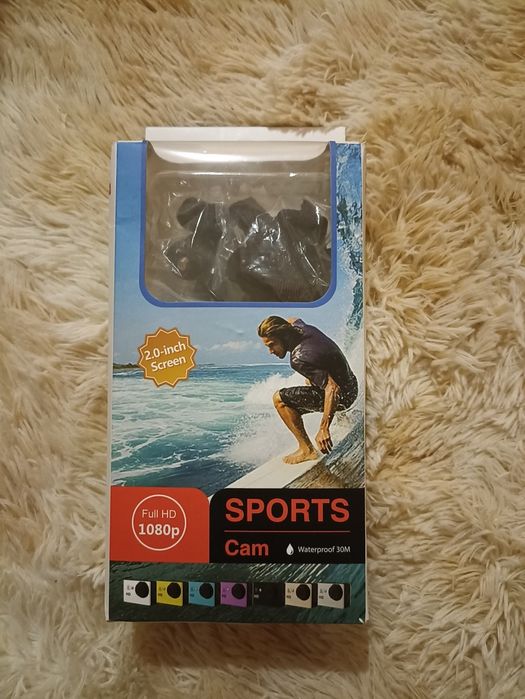 2.0-inch
Screen
Full HD
1080p
SPORTS
Cam
Waterproof 30M